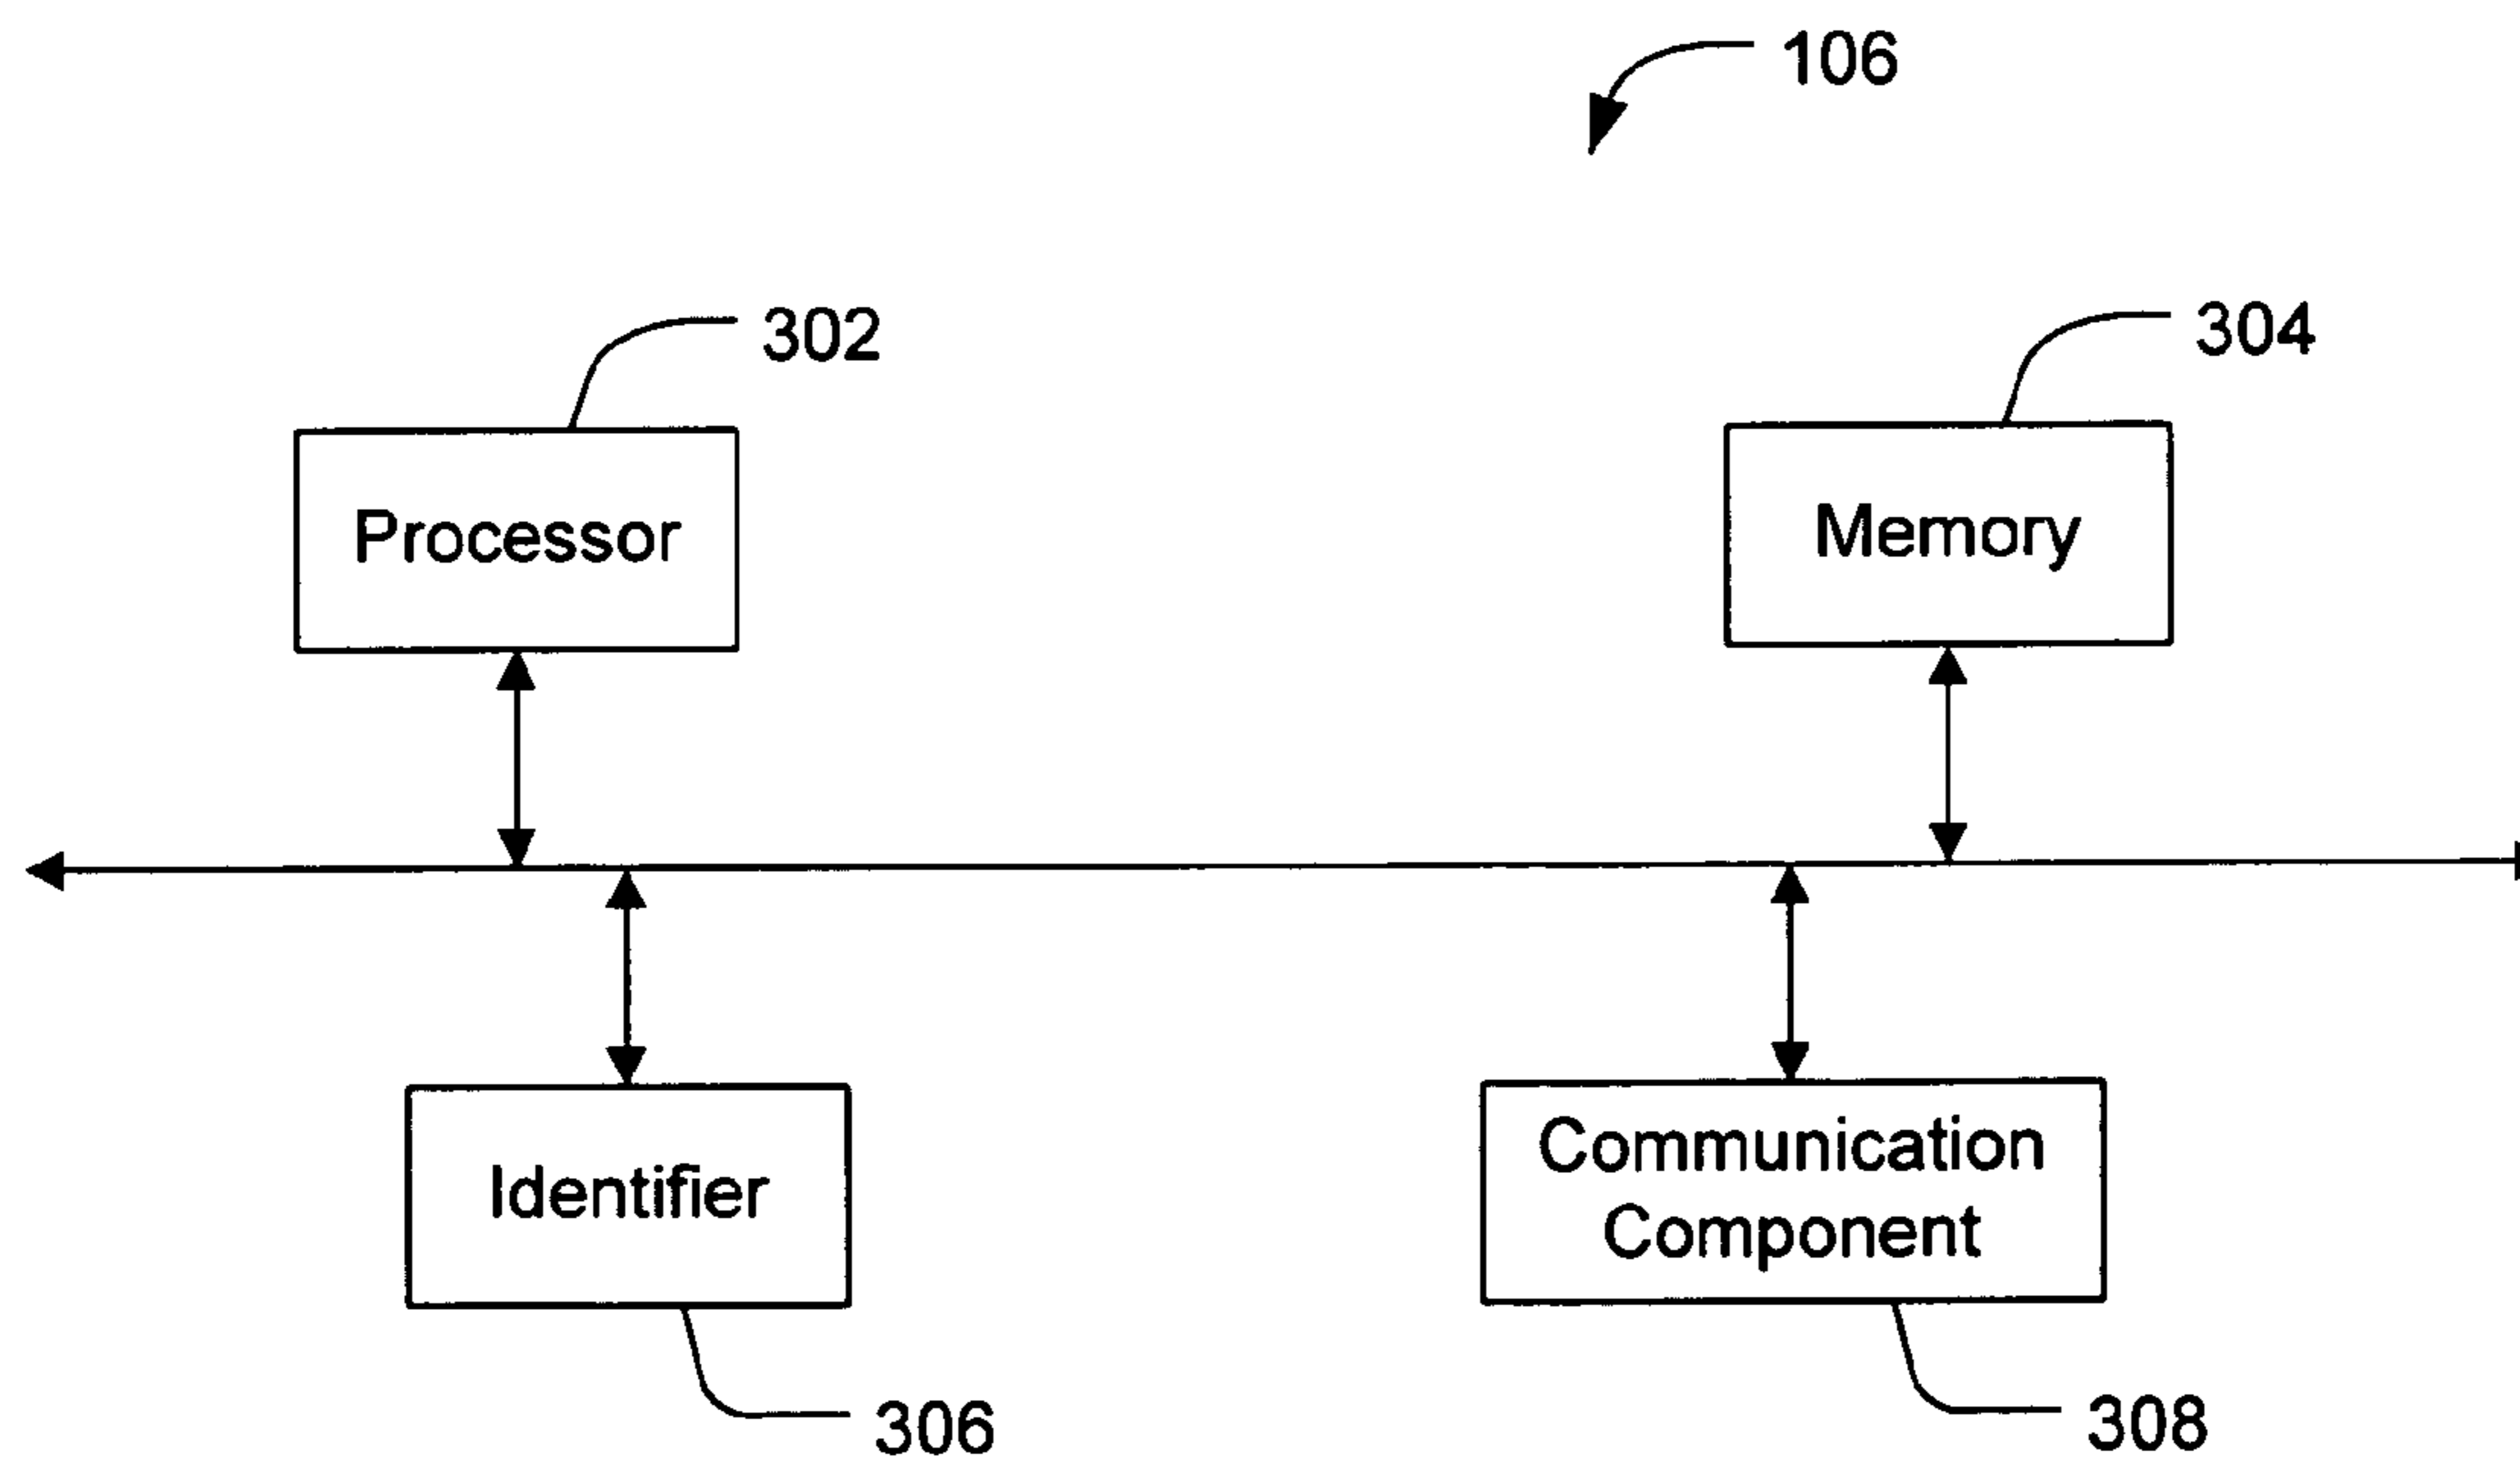 106
302
304
Processor
Memory
Identifier
Communication
Component
306
308